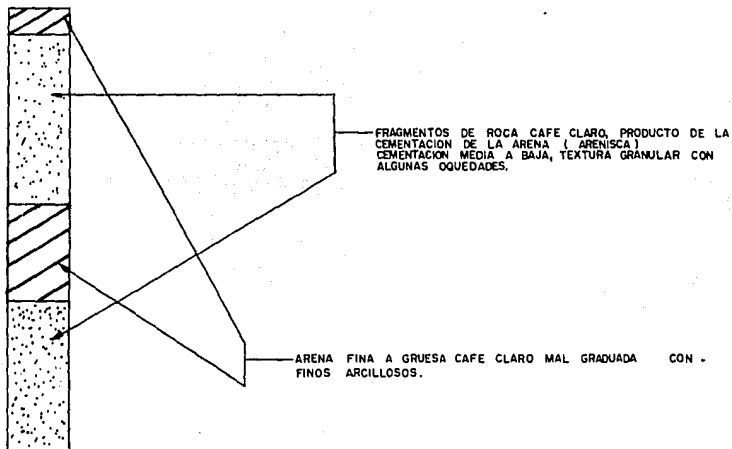 FRAGMENTOS DE ROCA CAFE CLARO, PRODUCTO DE LA
CEMENTACION DE LA ARENA ( ARENISCA )
CEMENTACION MEDIA A BAJA, TEXTURA GRANULAR CON
ALGUNAS OQUEDADES.
ARENA FINA A GRUESA CAFE CLARO MAL GRADUADA CON -
FINOS ARCILLOSOS.